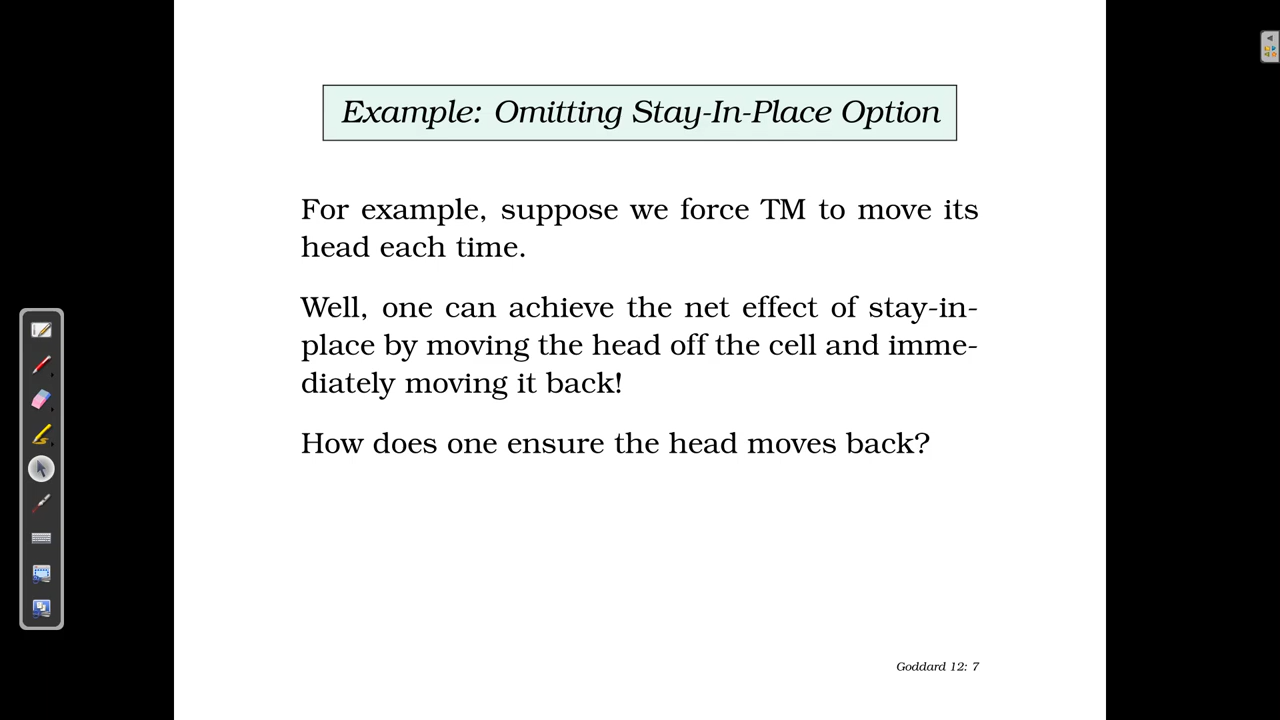 Example: Omitting Stay-In-Place Option
For example, suppose we force TM to move its
head each time.
Well, one can achieve the net effect of stay-in-
place by moving the head off the cell and imme-
diately moving it back!
How does one ensure the head moves back?
Goddard 12: 7